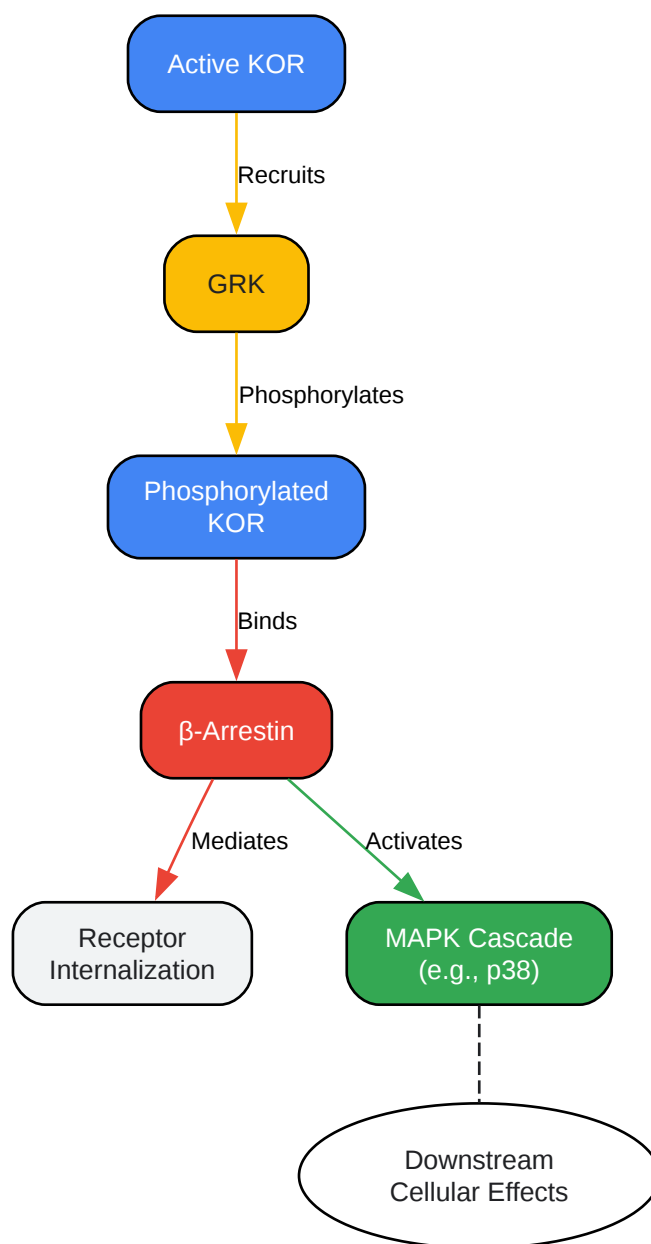 Active KOR
Recruits
GRK
Phosphorylates
Phosphorylated
KOR
Binds
β-Arrestin
Mediates
Activates
Receptor
Internalization
MAPK Cascade
(e.g., p38)
Downstream
Cellular Effects